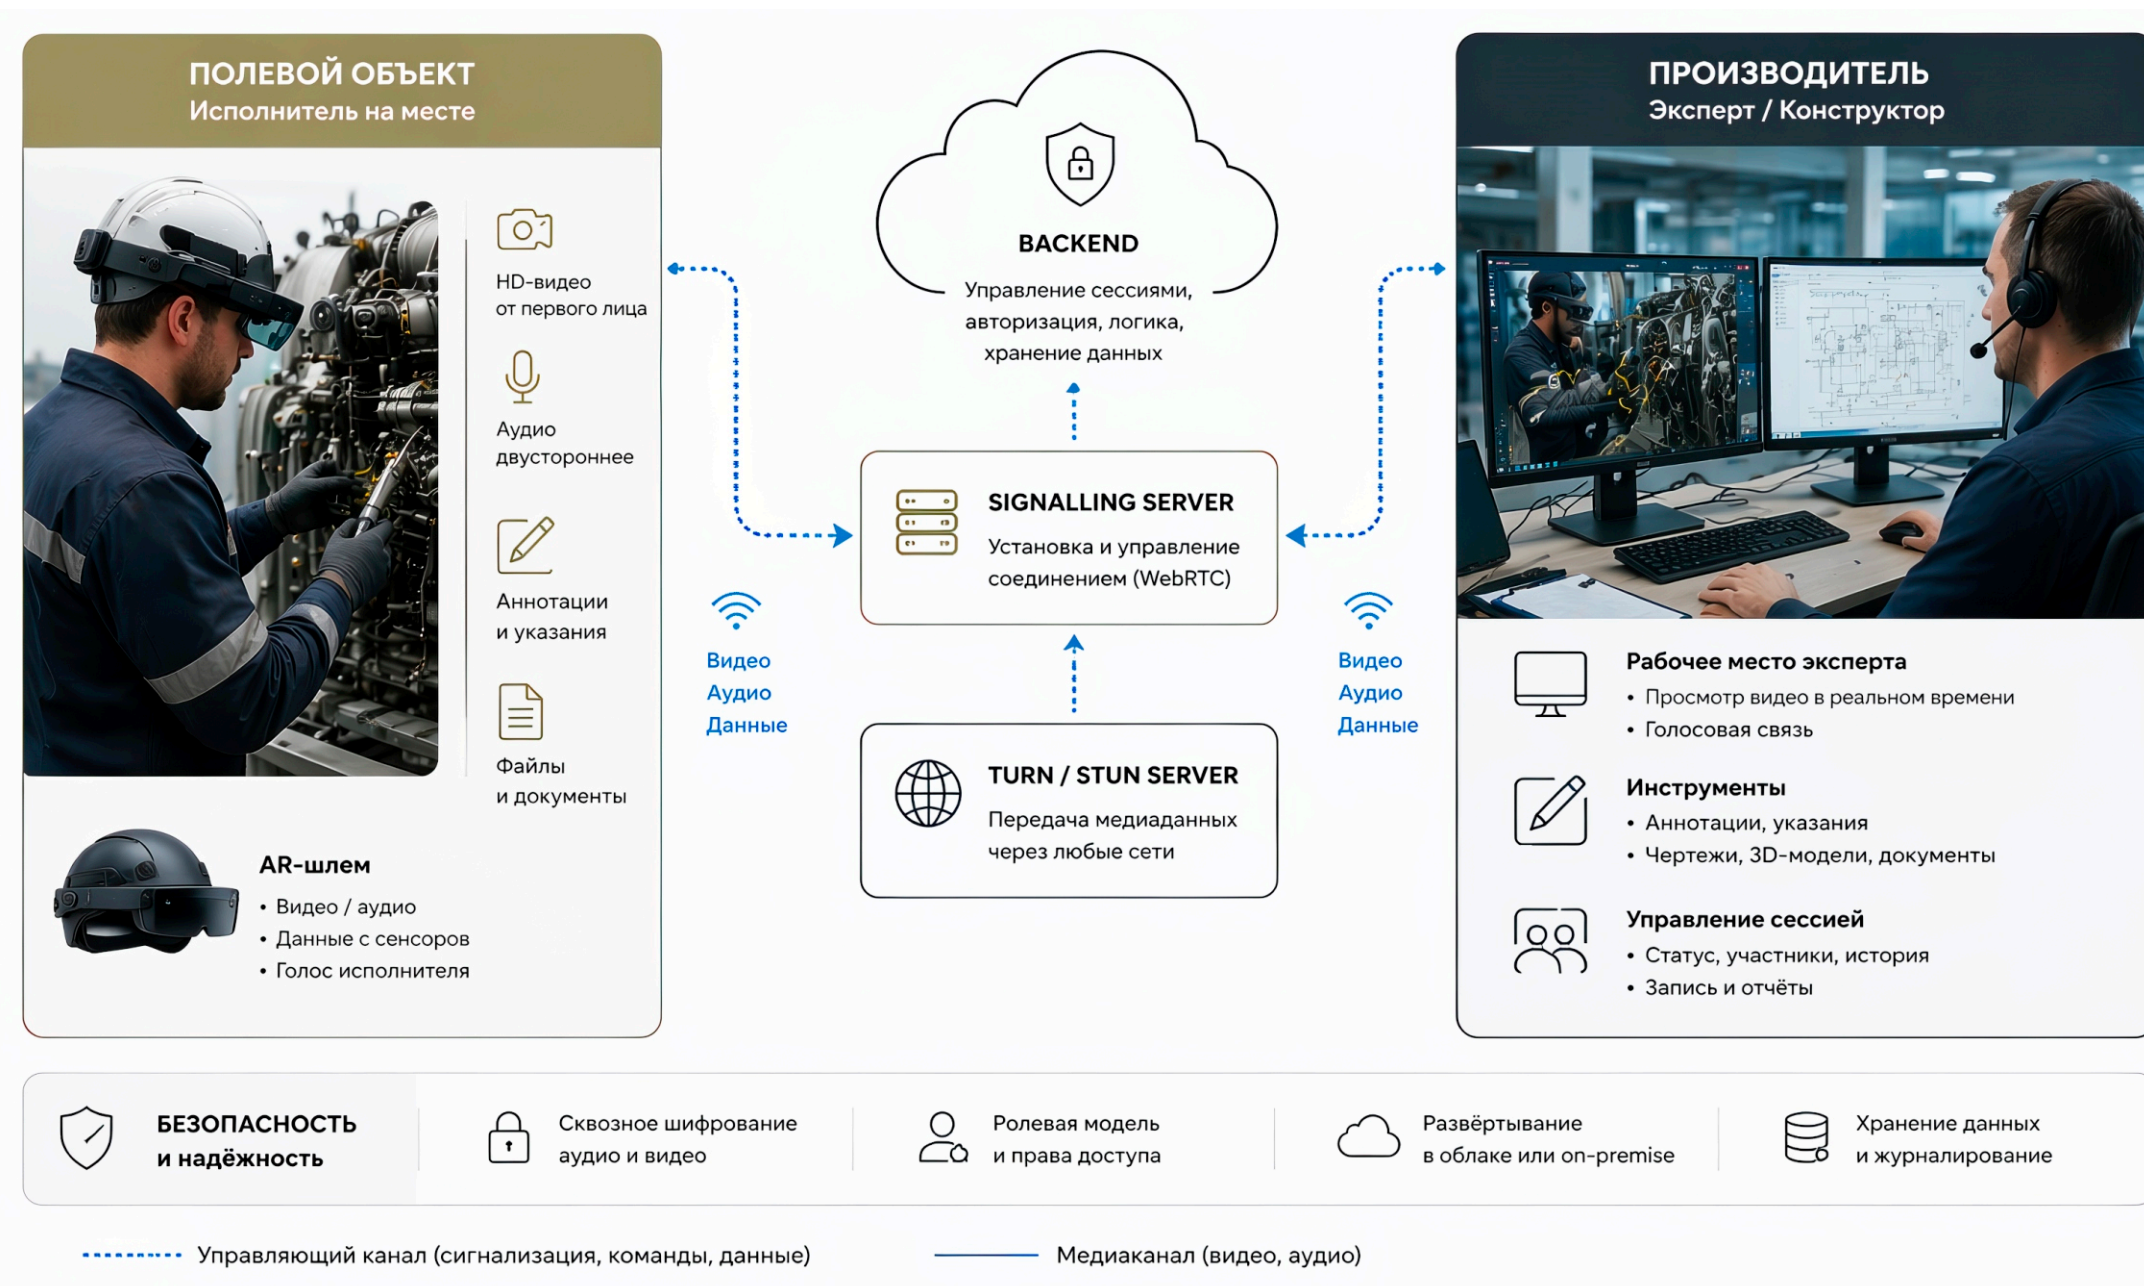 ПОЛЕВОЙ ОБЪЕКТ
Исполнитель на месте
HD-видео
от первого лица
Аудио
двустороннее
Аннотации
и указания
Файлы
и документы
AR-шлем
• Видео / аудио
• Данные с сенсоров
• Голос исполнителя
Видео
Аудио
Данные
BACKEND
Управление сессиями,
авторизация, логика,
хранение данных
SIGNALLING SERVER
Установка и управление
соединением (WebRTC)
TURN / STUN SERVER
Передача медиаданных
через любые сети
Видео
Аудио
Данные
ПРОИЗВОДИТЕЛЬ
Эксперт / Конструктор
Рабочее место эксперта
• Просмотр видео в реальном времени
• Голосовая связь
Инструменты
• Аннотации, указания
• Чертежи, 3D-модели, документы
Управление сессией
• Статус, участники, история
• Запись и отчёты
БЕЗОПАСНОСТЬ
и надёжность
Сквозное шифрование
аудио и видео
Ролевая модель
и права доступа
Развёртывание
в облаке или on-premise
Хранение данных
и журналирование
Управляющий канал (сигнализация, команды, данные)
Медиаканал (видео, аудио)